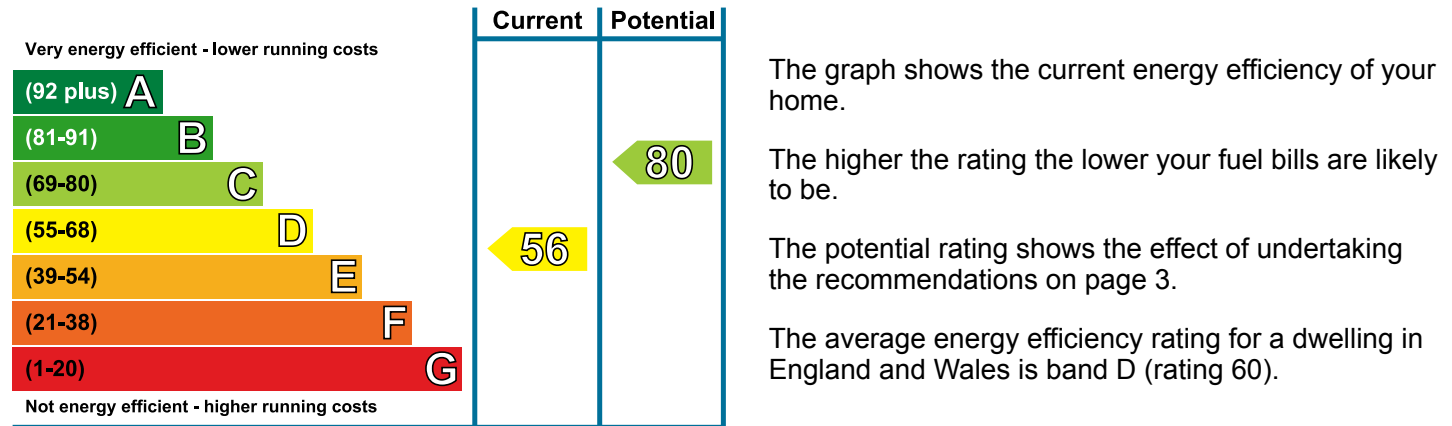 Current Potential
Very energy efficient - lower running costs
(92 plus) A
(81-91) B
(69-80) C
80
(55-68) D
56
(39-54) E
(21-38) F
(1-20) G
Not energy efficient - higher running costs
The graph shows the current energy efficiency of your
home.
The higher the rating the lower your fuel bills are likely
to be.
The potential rating shows the effect of undertaking
the recommendations on page 3.
The average energy efficiency rating for a dwelling in
England and Wales is band D (rating 60).